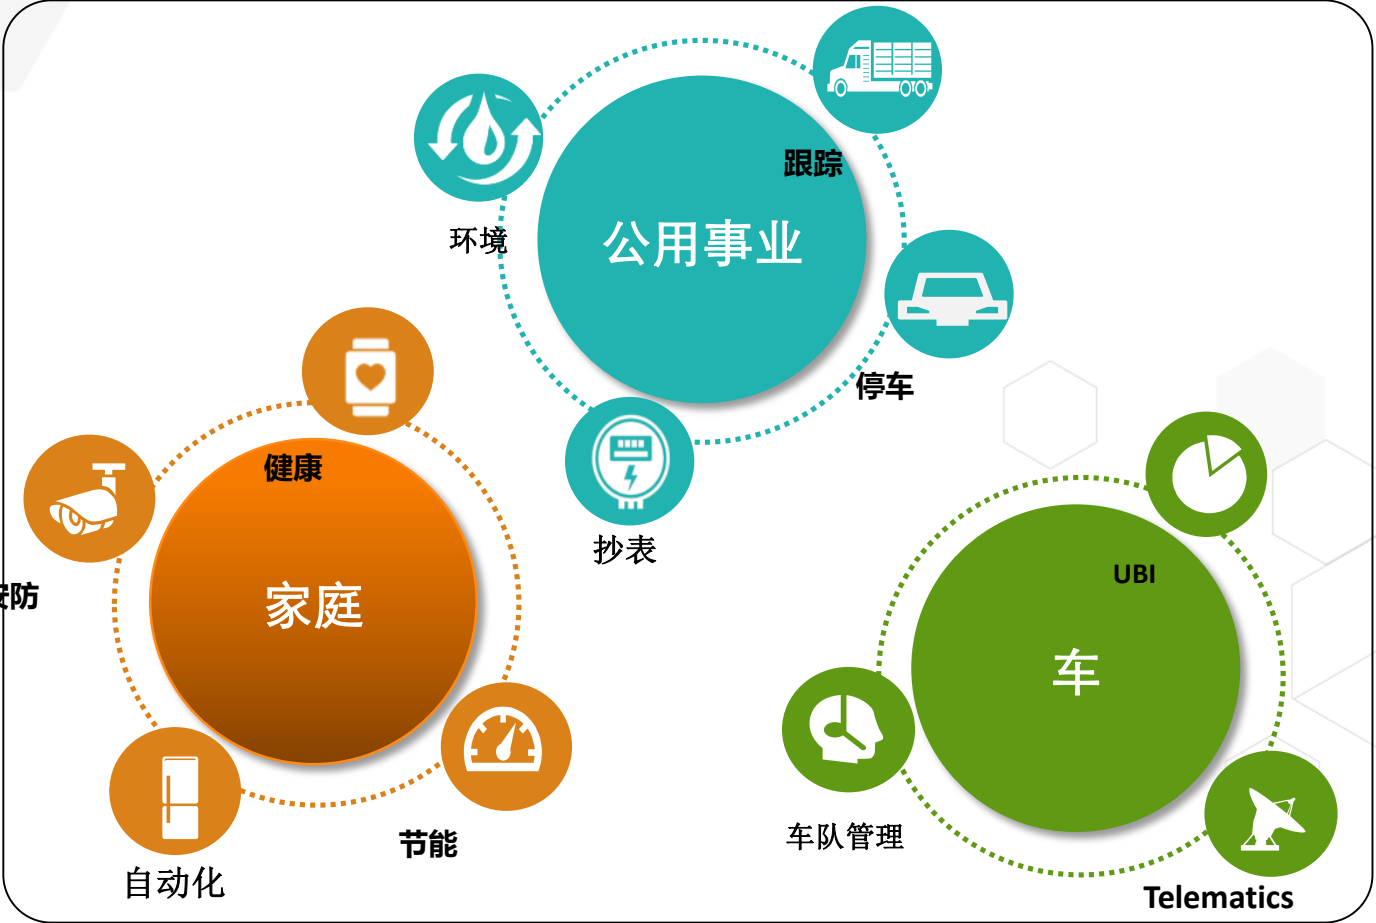 跟踪
环境
公用事业
停车
健康
抄表
UBI
防
家庭
车
车队管理
节能
自动化
Telematics